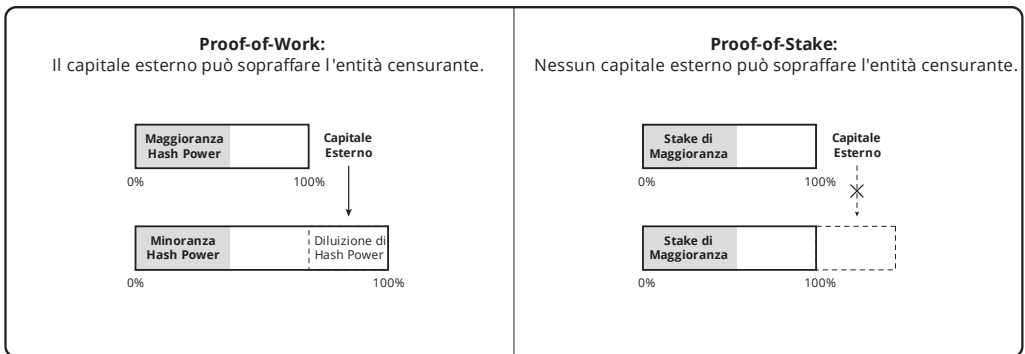 Proof-of-Work:
Il capitale esterno può sopraffare l'entità censurante.
Maggioranza
Hash Power
Capitale
Esterno
0%
100%
Minoranza
Hash Power
Diluizione di
Hash Power
0%
100%
Proof-of-Stake:
Nessun capitale esterno può sopraffare l'entità censurante.
Stake di
Maggioranza
Capitale
Esterno
0%
100%
Stake di
Maggioranza
0%
100%